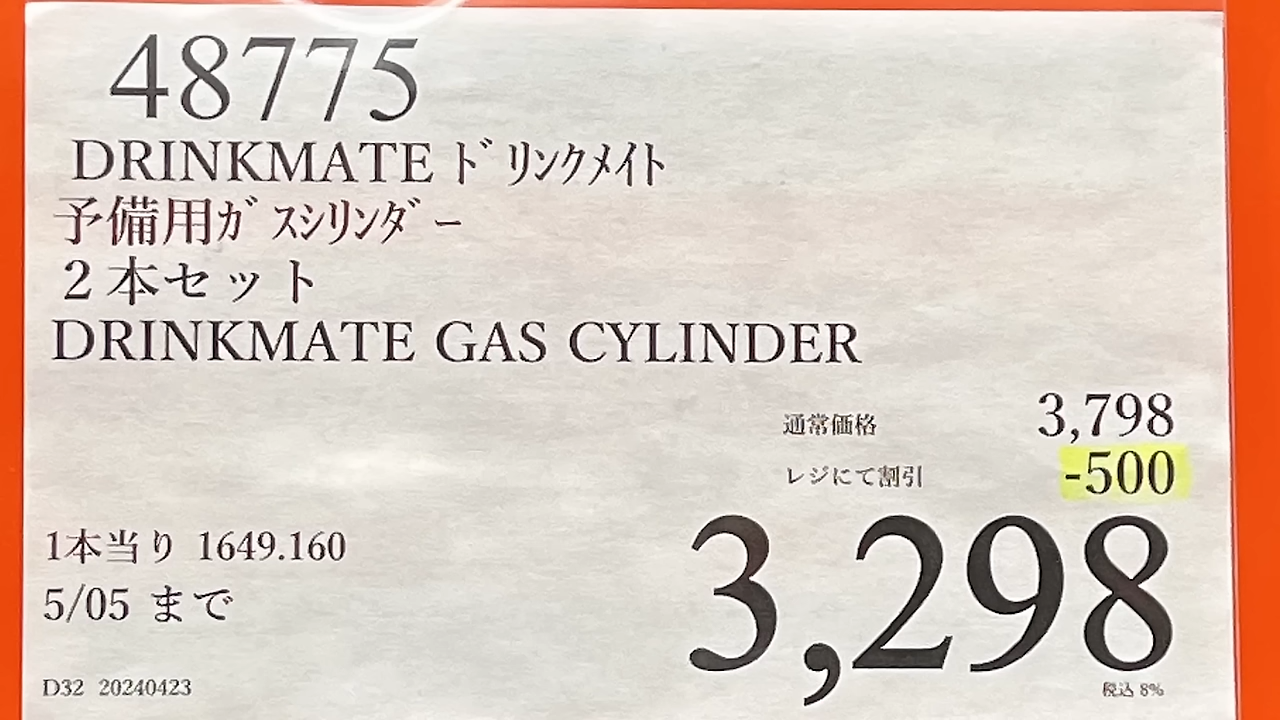 48775
DRINKMATE ﾄﾞﾘﾝｸﾒｲﾄ
予備用ｶﾞｽｼﾘﾝﾀﾞｰ
２本セット
DRINKMATE GAS CYLINDER
通常価格 3,798
レジにて割引 -500
3,298
1本当り 1649.160
5/05 まで
D32 20240423
税込 8%